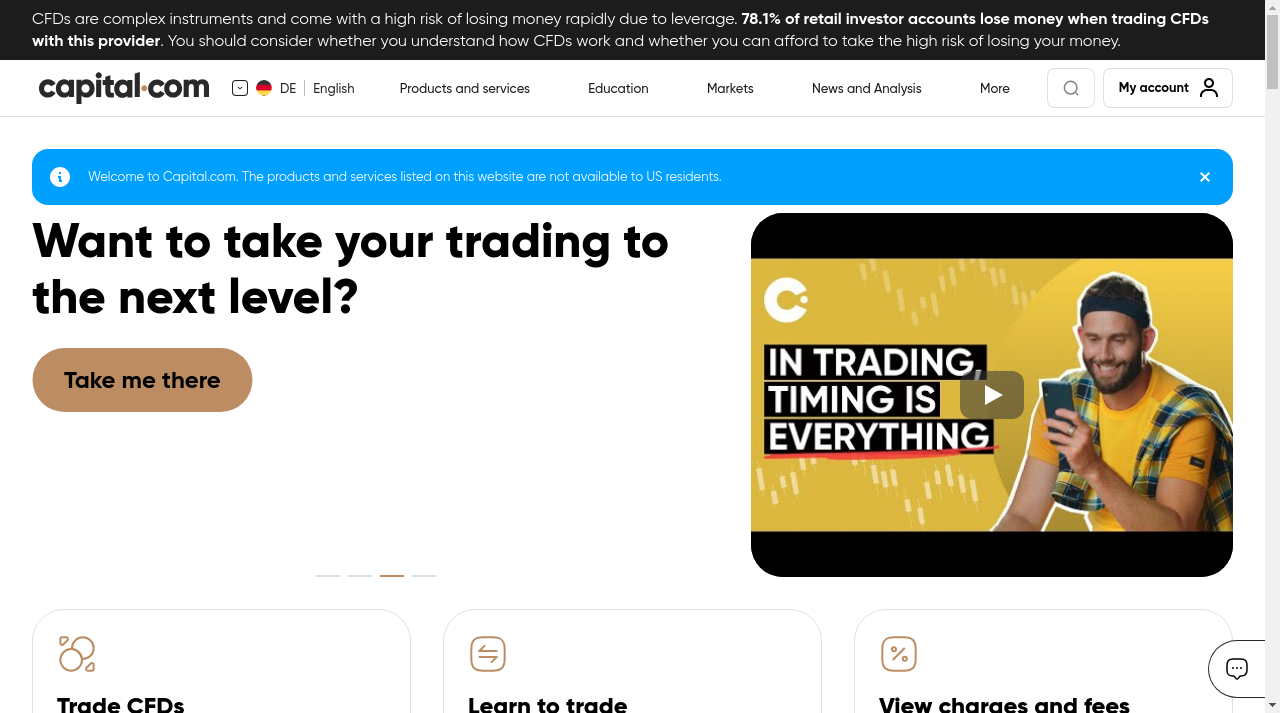 CFDs are complex instruments and come with a high risk of losing money rapidly due to leverage. 78.1% of retail investor accounts lose money when trading CFDs
with this provider. You should consider whether you understand how CFDs work and whether you can afford to take the high risk of losing your money.
capital.com
DE
English
Products and services
Education
Markets
News and Analysis
More
My account
Welcome to Capital.com. The products and services listed on this website are not available to US residents.
Want to take your trading to
the next level?
Take me there
IN TRADING,
TIMING IS
EVERYTHING
Trade CFDs
Learn to trade
View charges and fees